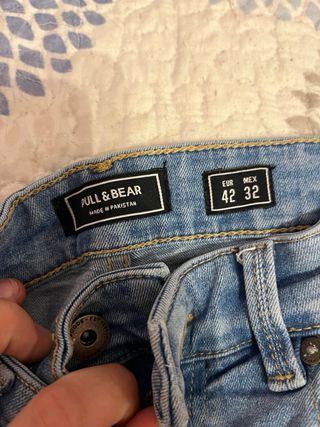 PULL & BEAR
MADE IN PAKISTAN
EUR MEX
42 32